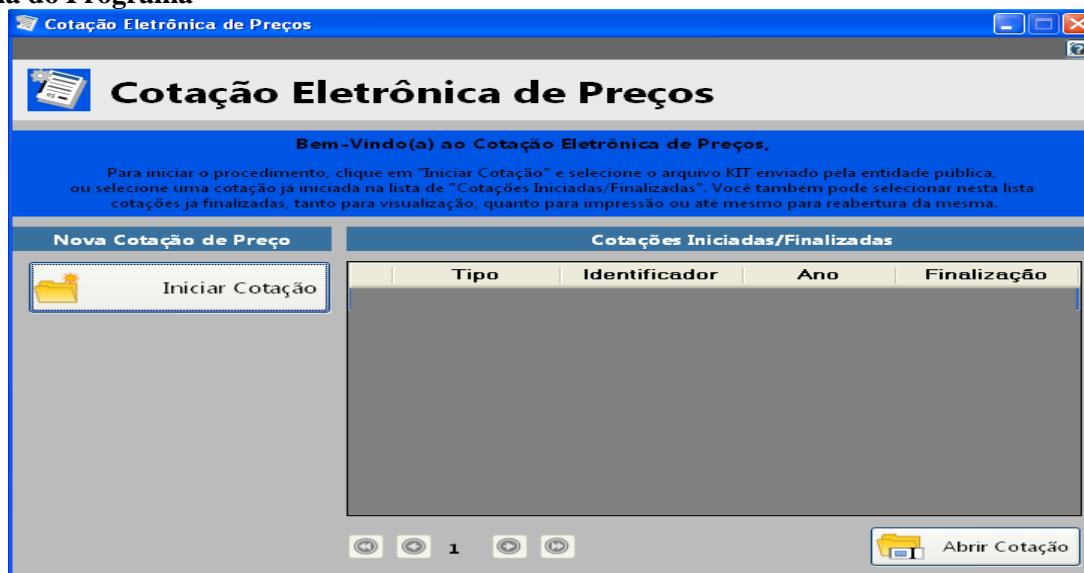 do Programa
Cotação Eletrônica de Preços
Cotação Eletrônica de Preços
Bem-Vindo(a) ao Cotação Eletrônica de Preços,
Para iniciar o procedimento, clique em "Iniciar Cotação" e selecione o arquivo KIT enviado pela entidade pública,
ou selecione uma cotação já iniciada na lista de "Cotações Iniciadas/Finalizadas". Você também pode selecionar nesta lista
cotações já finalizadas, tanto para visualização, quanto para impressão ou até mesmo para reabertura da mesma.
Nova Cotação de Preço
Cotações Iniciadas/Finalizadas
Iniciar Cotação
Tipo Identificador Ano Finalização
1
Abrir Cotação